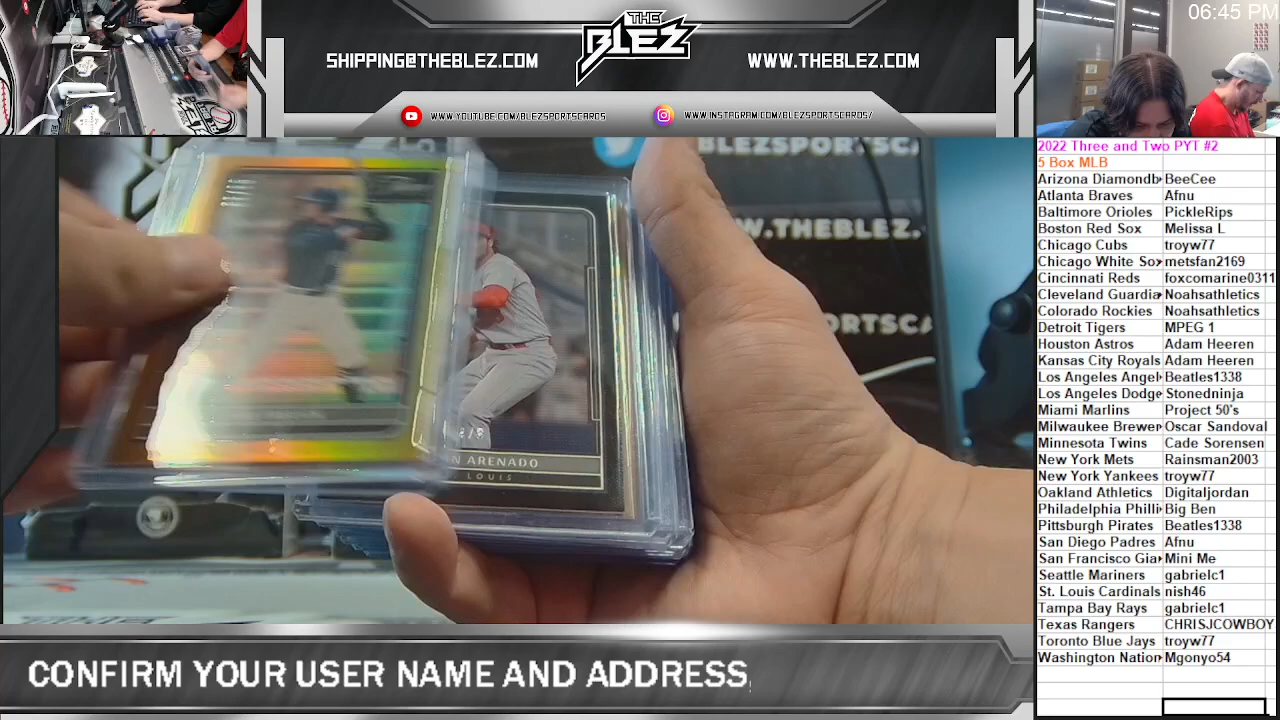 06:45 PM
THE
BLEZ
SHIPPING@THEBLEZ.COM
WWW.THEBLEZ.COM
WWW.YOUTUBE.COM/BLEZSPORTSCARDS
WWW.INSTAGRAM.COM/BLEZSPORTSCARDS/
BLEZSPORTSCA
W.THEBLEZ.
ORTSCA
N ARENADO
LOUIS
CONFIRM YOUR USER NAME AND ADDRESS
2022 Three and Two PYT #2
5 Box MLB
Arizona Diamondb BeeCee
Atlanta Braves Afnu
Baltimore Orioles PickleRips
Boston Red Sox Melissa L
Chicago Cubs troyw77
Chicago White Sox metsfan2169
Cincinnati Reds foxcomarine0311
Cleveland Guardia Noahsathletics
Colorado Rockies Noahsathletics
Detroit Tigers MPEG 1
Houston Astros Adam Heeren
Kansas City Royals Adam Heeren
Los Angeles Angel Beatles1338
Los Angeles Dodge Stonedninja
Miami Marlins Project 50's
Milwaukee Brewer Oscar Sandoval
Minnesota Twins Cade Sorensen
New York Mets Rainsman2003
New York Yankees troyw77
Oakland Athletics Digitaljordan
Philadelphia Philli Big Ben
Pittsburgh Pirates Beatles1338
San Diego Padres Afnu
San Francisco Gia Mini Me
Seattle Mariners gabrielc1
St. Louis Cardinals nish46
Tampa Bay Rays gabrielc1
Texas Rangers CHRISJCOWBOY
Toronto Blue Jays troyw77
Washington Nation Mgonyo54